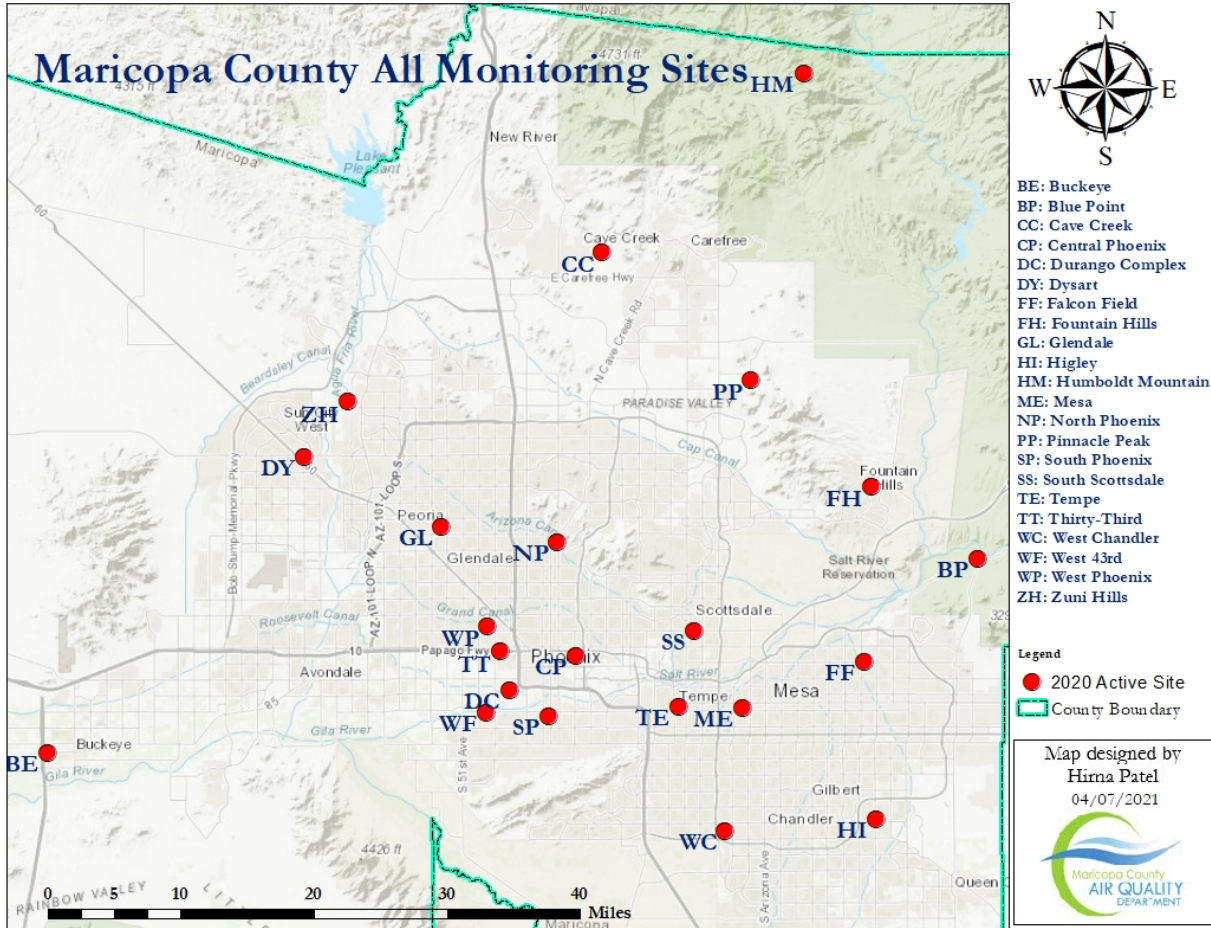 Maricopa County All Monitoring Sites
4731 ft
4315 ft
HM
Maricopa
Lake
Pleasant
New River
60
Cave Creek
Carefree
CC
E Carefree Hwy
Agua Fria River
Beardsley Canal
N Cave Creek Rd
PP
PARADISE VALLEY
ZH
Sun City
West
Cap Canal
DY
60
Bob Stump Memorial Pkwy
AZ-101-LOOP S
Fountain
Hills
FH
Peoria
GL
Arizona Canal
NP
Glendale
Salt River
Reservation
BP
AZ-101-LOOP N
Grand Canal
Roosevelt Canal
Scottsdale
WP
SS
10
Papago Fwy
TT
Phoenix
CP
Avondale
Salt River
FF
DC
Tempe
Mesa
85
WF
SP
TE
ME
Gila River
S 51st Ave
Buckeye
BE
Gila River
Gilbert
Chandler
WC
HI
4426 ft
S Arizona Ave
Queen
RAINBOW VALLEY
0 5 10 20 30 40
Miles
Maricopa
N
W E
S
BE: Buckeye
BP: Blue Point
CC: Cave Creek
CP: Central Phoenix
DC: Durango Complex
DY: Dysart
FF: Falcon Field
FH: Fountain Hills
GL: Glendale
HI: Higley
HM: Humboldt Mountain
ME: Mesa
NP: North Phoenix
PP: Pinnacle Peak
SP: South Phoenix
SS: South Scottsdale
TE: Tempe
TT: Thirty-Third
WC: West Chandler
WF: West 43rd
WP: West Phoenix
ZH: Zuni Hills
Legend
2020 Active Site
County Boundary
Map designed by
Hirna Patel
04/07/2021
Maricopa County
AIR QUALITY
DEPARTMENT